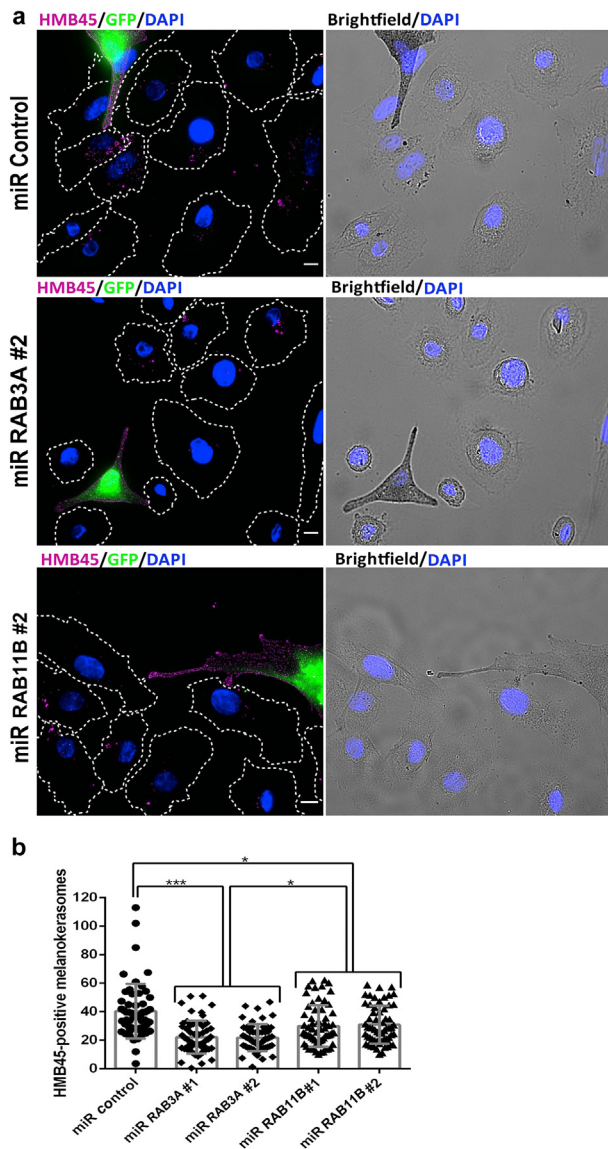 a
HMB45/GFP/DAPI
Brightfield/DAPI
miR Control
HMB45/GFP/DAPI
Brightfield/DAPI
miR RAB3A #2
HMB45/GFP/DAPI
Brightfield/DAPI
miR RAB11B #2
b
*
***
*
HMB45-positive melanokerasomes
120
100
80
60
40
20
0
miR control
miR RAB3A #1
miR RAB3A #2
miR RAB11B#1
miR RAB11B #2